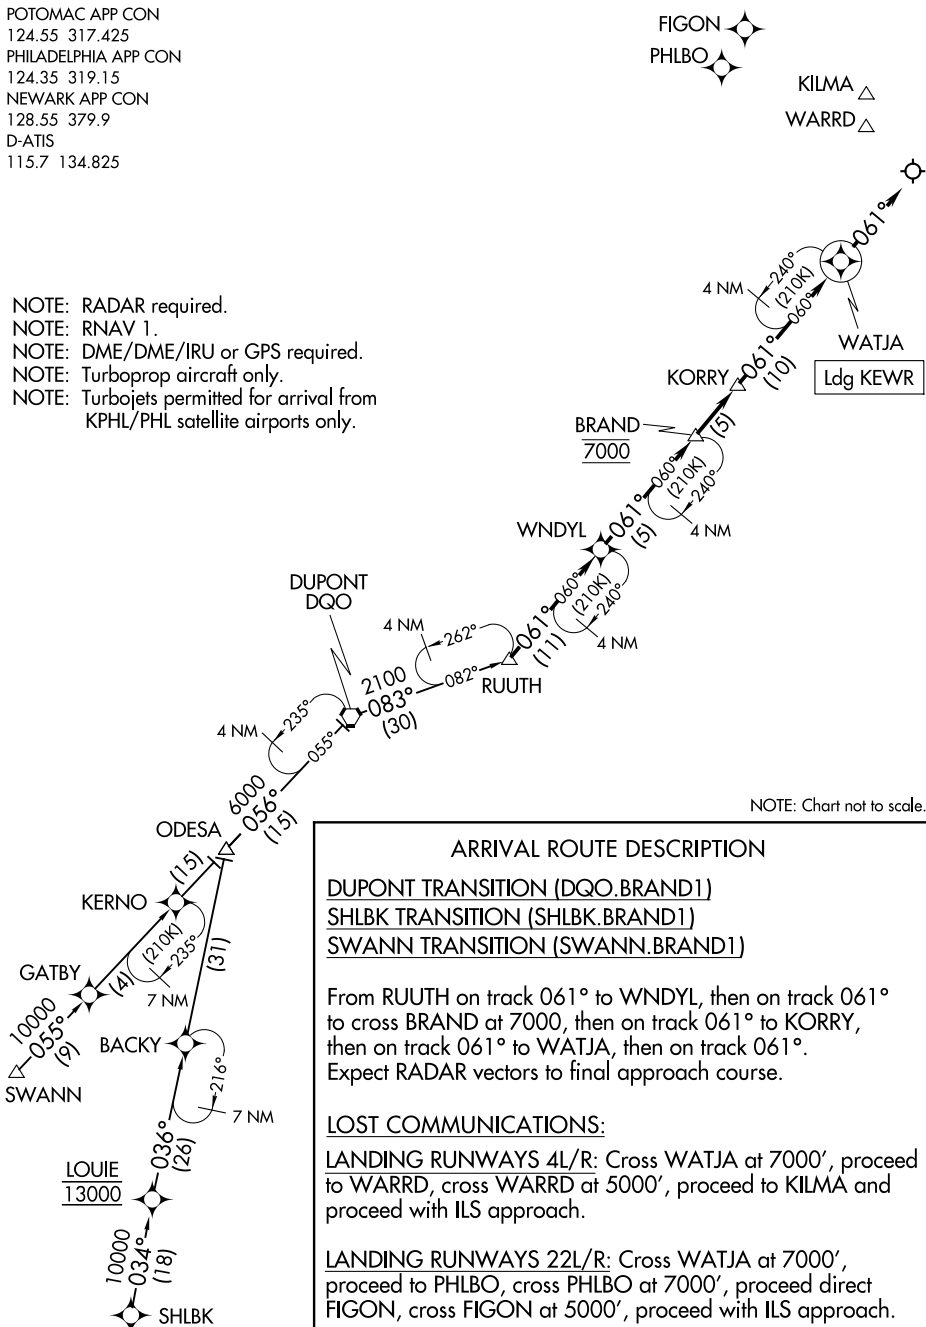 POTOMAC APP CON
124.55 317.425
PHILADELPHIA APP CON
124.35 319.15
NEWARK APP CON
128.55 379.9
D-ATIS
115.7 134.825
FIGON
PHLBO
KILMA
WARRD
NOTE: RADAR required.
NOTE: RNAV 1.
NOTE: DME/DME/IRU or GPS required.
NOTE: Turboprop aircraft only.
NOTE: Turbojets permitted for arrival from
KPHL/PHL satellite airports only.
061°
240°
(210K)
060°
4 NM
WATJA
Ldg KEWR
KORRY
061°
(10)
BRAND
7000
(5)
060°
(210K)
240°
4 NM
WNDYL
061°
(5)
060°
(210K)
240°
4 NM
DUPONT
DQO
4 NM
262°
061°
(11)
RUUTH
2100
083°
(30)
082°
4 NM
235°
055°
6000
056°
(15)
NOTE: Chart not to scale.
ODESA
(15)
KERNO
(210K)
235°
7 NM
(31)
GATBY
(4)
10000
055°
(9)
SWANN
BACKY
216°
7 NM
036°
(26)
LOUIE
13000
10000
034°
(18)
SHLBK
ARRIVAL ROUTE DESCRIPTION
DUPONT TRANSITION (DQO.BRAND1)
SHLBK TRANSITION (SHLBK.BRAND1)
SWANN TRANSITION (SWANN.BRAND1)
From RUUTH on track 061° to WNDYL, then on track 061°
to cross BRAND at 7000, then on track 061° to KORRY,
then on track 061° to WATJA, then on track 061°.
Expect RADAR vectors to final approach course.
LOST COMMUNICATIONS:
LANDING RUNWAYS 4L/R: Cross WATJA at 7000′, proceed
to WARRD, cross WARRD at 5000′, proceed to KILMA and
proceed with ILS approach.
LANDING RUNWAYS 22L/R: Cross WATJA at 7000′,
proceed to PHLBO, cross PHLBO at 7000′, proceed direct
FIGON, cross FIGON at 5000′, proceed with ILS approach.